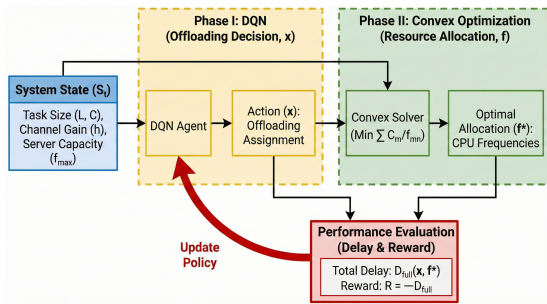 Phase I: DQN
(Offloading Decision, x)
Phase II: Convex Optimization
(Resource Allocation, f)
System State (Sₜ)
Task Size (L, C),
Channel Gain (h),
Server Capacity
(fmax)
DQN Agent
Action (x):
Offloading
Assignment
Convex Solver
(Min ∑ Cₘ/fₘₙ)
Optimal
Allocation (f*):
CPU Frequencies
Update
Policy
Performance Evaluation
(Delay & Reward)
Total Delay: Dfull(x, f*)
Reward: R = —Dfull